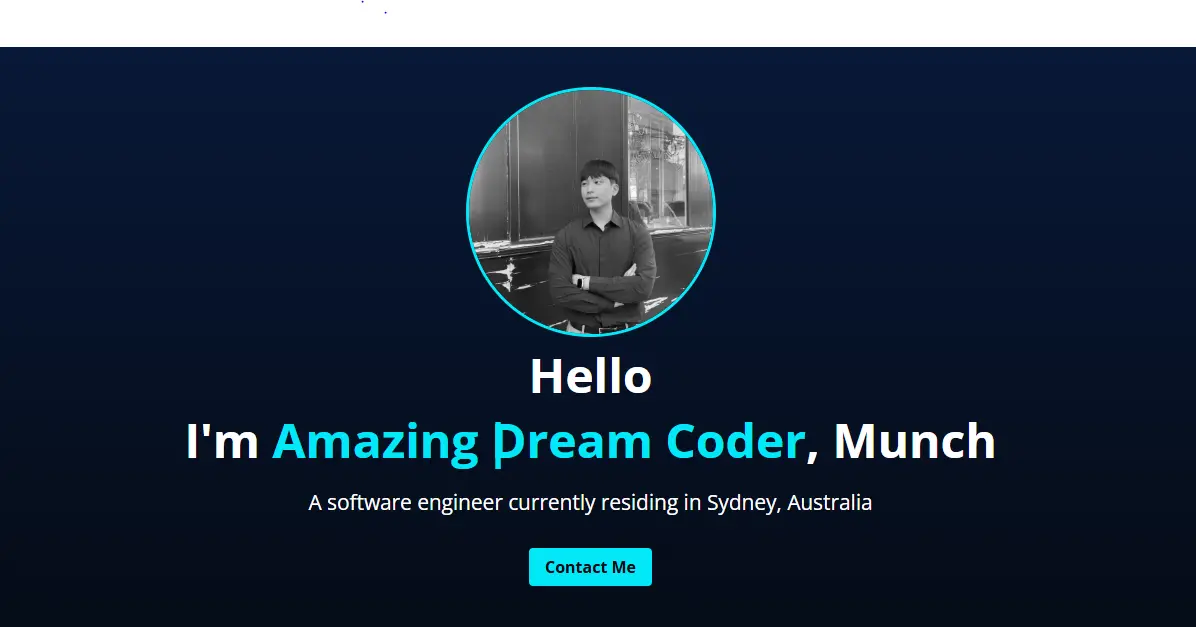 Hello
I'm Amazing Dream Coder, Munch
A software engineer currently residing in Sydney, Australia
Contact Me